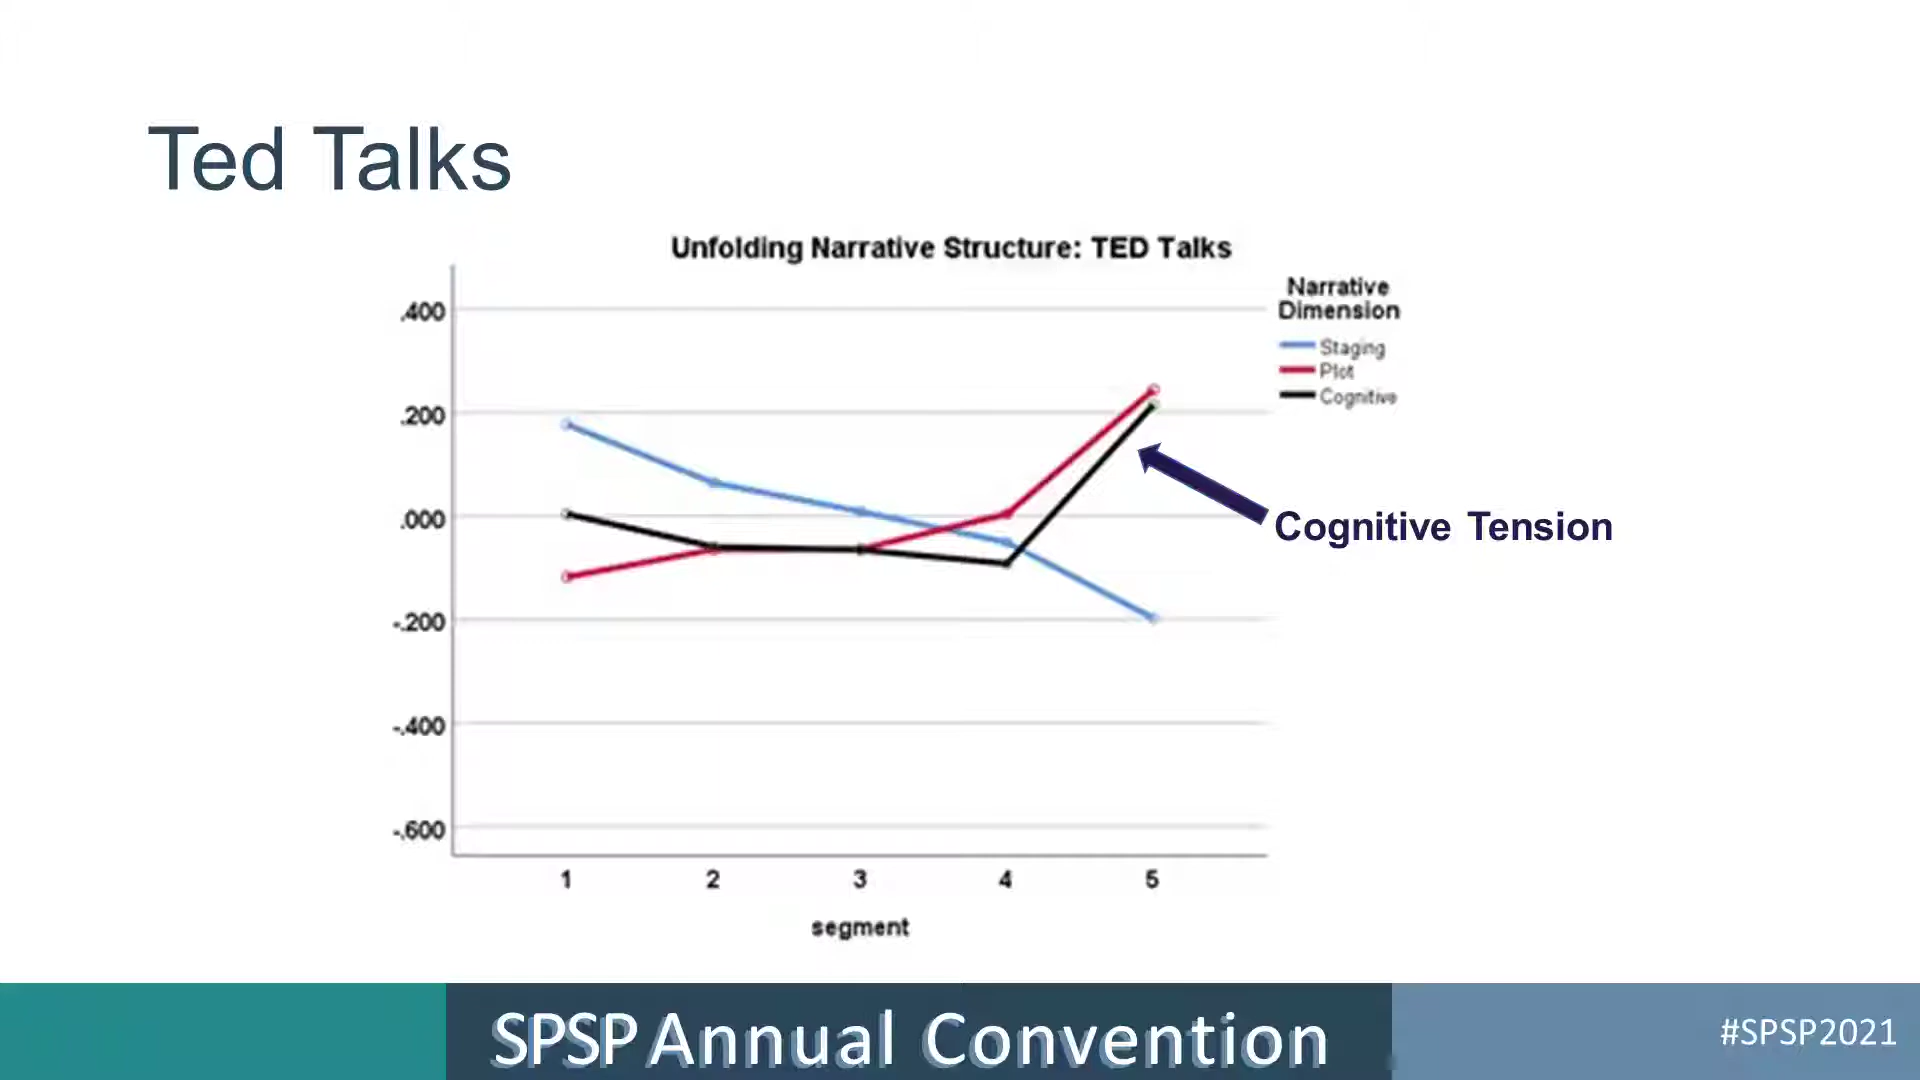 Ted Talks
Unfolding Narrative Structure: TED Talks
Narrative
Dimension
Staging
Plot
Cognitive
.400
.200
.000
-.200
-.400
-.600
Cognitive Tension
1 2 3 4 5
segment
SPSP Annual Convention
#SPSP2021